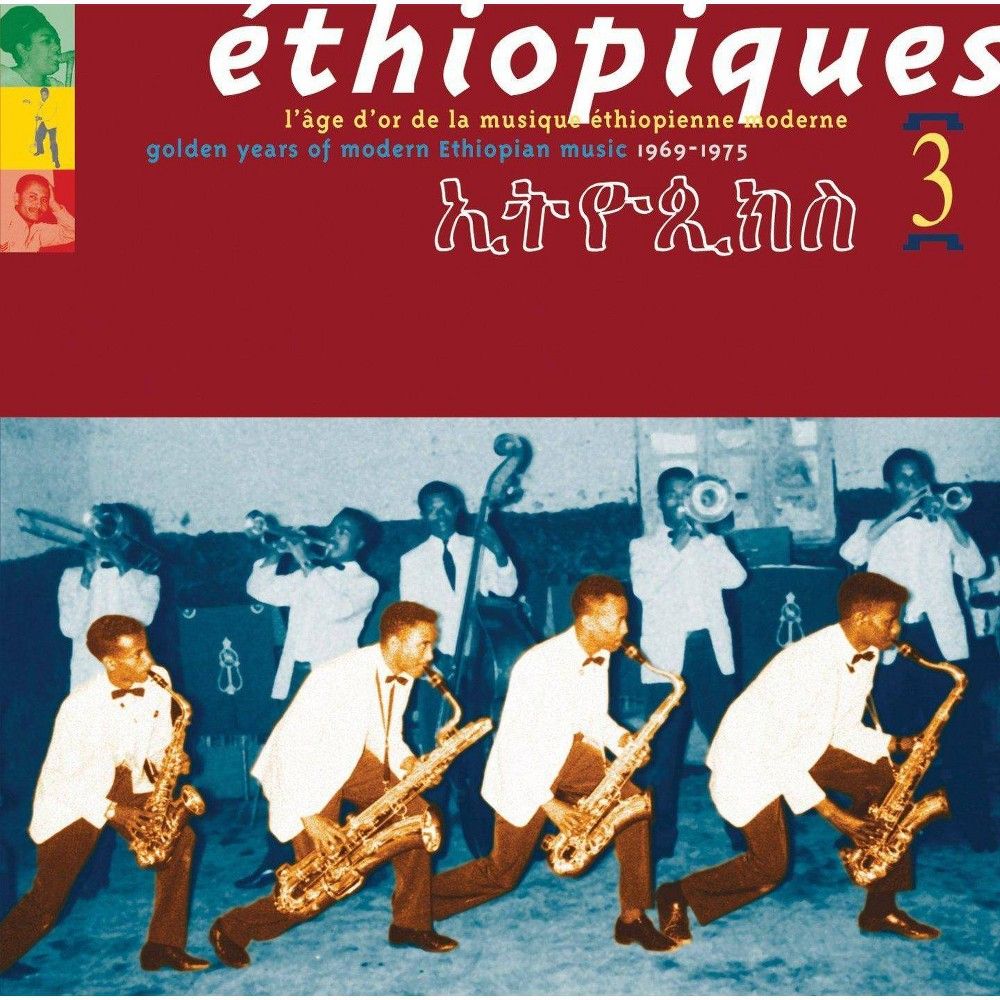 éthiopiques
l'âge d'or de la musique éthiopienne moderne
golden years of modern Ethiopian music 1969-1975
ኢትዮጲክስ
3